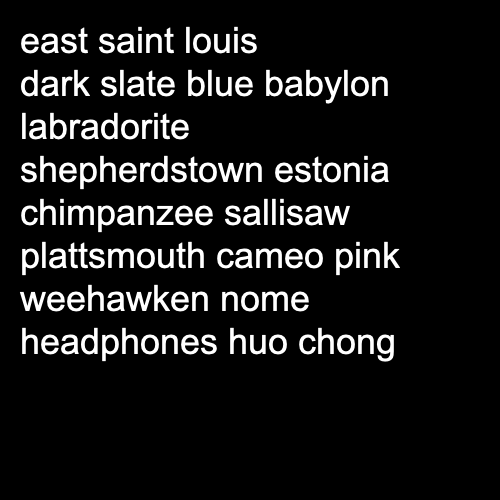 east saint louis
dark slate blue babylon
labradorite
shepherdstown estonia
chimpanzee sallisaw
plattsmouth cameo pink
weehawken nome
headphones huo chong